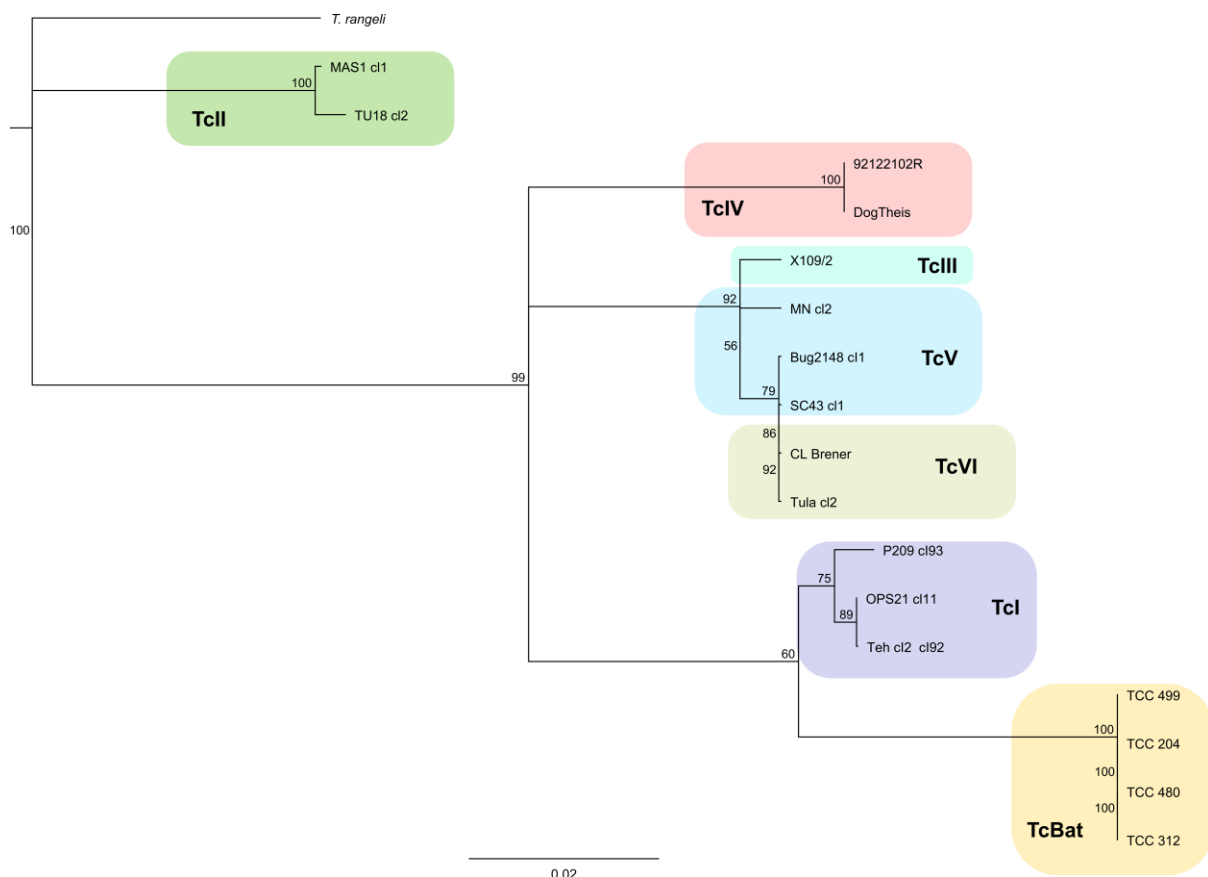 T. rangeli
MAS1 cl1
100
TU18 cl2
TcII
92122102R
100
TcIV
DogTheis
100
X109/2
TcIII
92
MN cl2
56
Bug2148 cl1
TcV
99
79
SC43 cl1
86
CL Brener
TcVI
92
Tula cl2
P209 cl93
75
OPS21 cl11
TcI
89
Teh cl2 cl92
60
TCC 499
100
TCC 204
100
TCC 480
100
TcBat
TCC 312
0.02